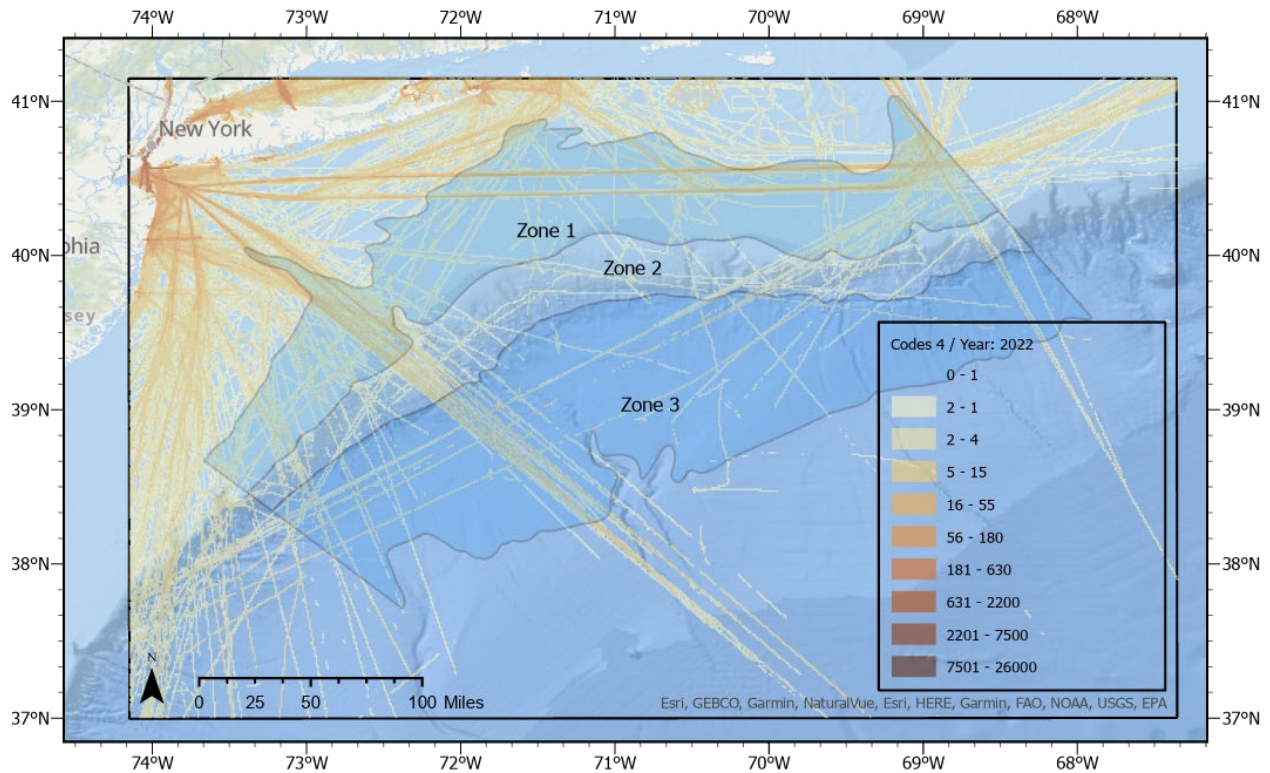 74°W 73°W 72°W 71°W 70°W 69°W 68°W
41°N 41°N
New York
Zone 1
40°N 40°N
phia
Zone 2
sey
Codes 4 / Year: 2022
0 - 1
39°N 39°N
Zone 3
2 - 1
2 - 4
5 - 15
16 - 55
56 - 180
38°N 38°N
181 - 630
631 - 2200
2201 - 7500
7501 - 26000
N
0 25 50 100 Miles
Esri, GEBCO, Garmin, NaturalVue, Esri, HERE, Garmin, FAO, NOAA, USGS, EPA
37°N 37°N
74°W 73°W 72°W 71°W 70°W 69°W 68°W